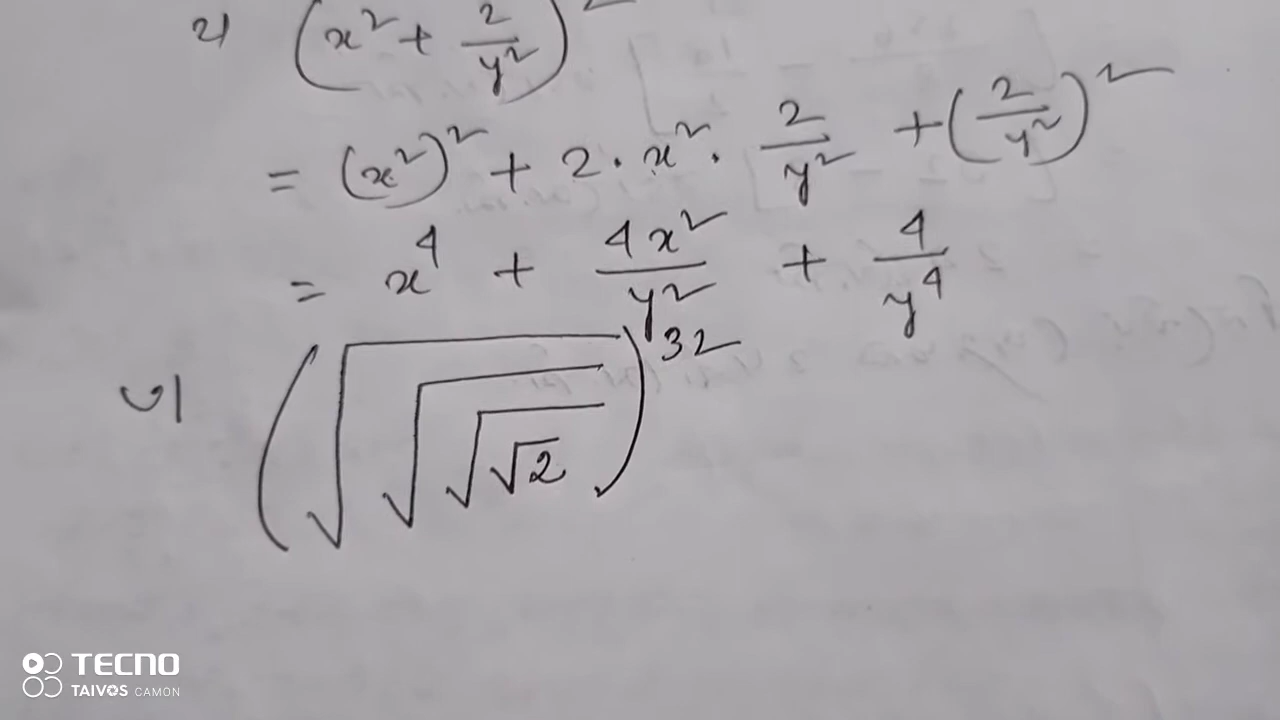 ২। (x² + 2/y²)²
= (x²)² + 2 · x² · 2/y² + (2/y²)²
= x⁴ + 4x²/y² + 4/y⁴
৩। (√√√√2)³²
TECNO
TAIVOS CAMON